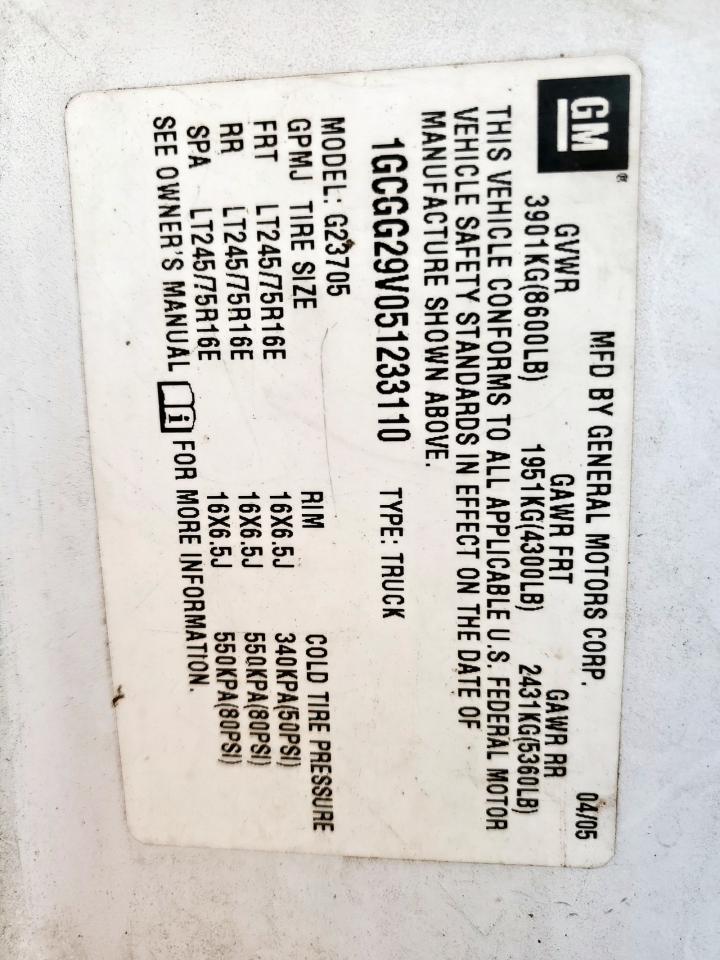 GM®
MFD BY GENERAL MOTORS CORP. 04/05
GVWR GAWR FRT GAWR RR
3901KG(8600LB) 1951KG(4300LB) 2431KG(5360LB)
THIS VEHICLE CONFORMS TO ALL APPLICABLE U.S. FEDERAL MOTOR
VEHICLE SAFETY STANDARDS IN EFFECT ON THE DATE OF
MANUFACTURE SHOWN ABOVE.
1GCGG29V051233110 TYPE: TRUCK
MODEL: G23705
GPMJ TIRE SIZE RIM COLD TIRE PRESSURE
FRT LT245/75R16E 16X6.5J 340KPA(50PSI)
RR LT245/75R16E 16X6.5J 550KPA(80PSI)
SPA LT245/75R16E 16X6.5J 550KPA(80PSI)
SEE OWNER'S MANUAL i FOR MORE INFORMATION.